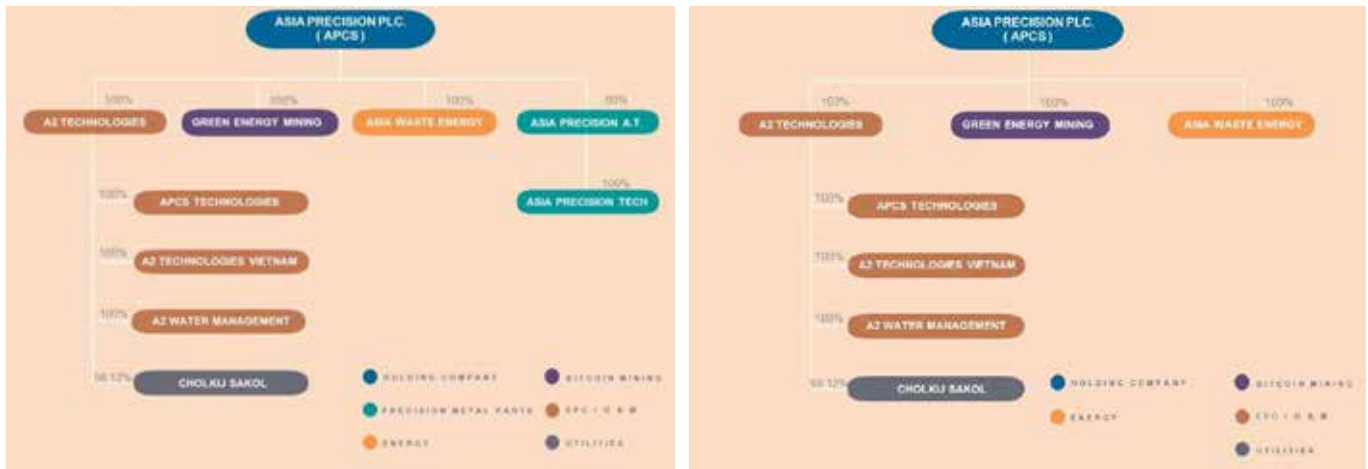 ASIA PRECISION PLC.
( APCS )
100%
100%
100%
A2 TECHNOLOGIES
GREEN ENERGY MINING
ASIA WASTE ENERGY
ASIA PRECISION A.T.
100%
100%
APCS TECHNOLOGIES
ASIA PRECISION TECH
100%
A2 TECHNOLOGIES VIETNAM
100%
A2 WATER MANAGEMENT
CHOLKIJ SAKOL
HOLDING COMPANY
BITCOIN MINING
PRECISION METAL PARTS
EPC / O & M
ENERGY
UTILITIES
ASIA PRECISION PLC.
( APCS )
100%
100%
100%
A2 TECHNOLOGIES
GREEN ENERGY MINING
ASIA WASTE ENERGY
100%
APCS TECHNOLOGIES
100%
A2 TECHNOLOGIES VIETNAM
100%
A2 WATER MANAGEMENT
CHOLKIJ SAKOL
HOLDING COMPANY
BITCOIN MINING
ENERGY
EPC / O & M
UTILITIES